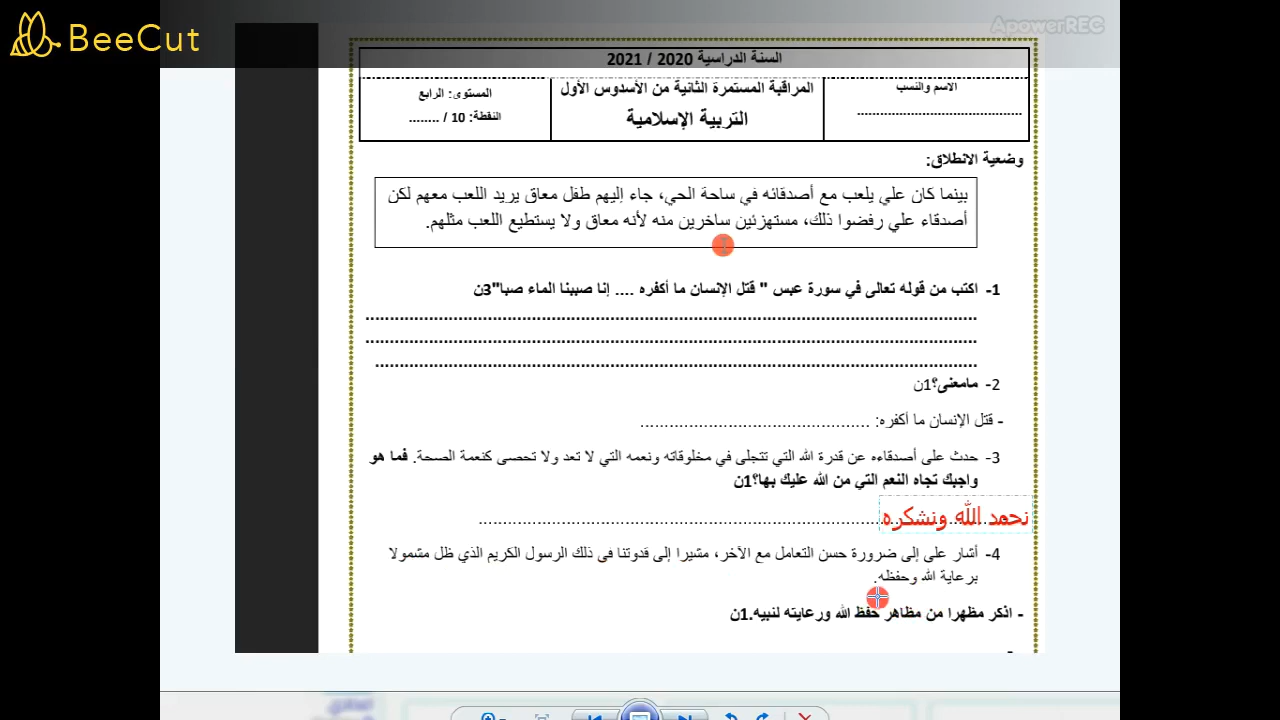 BeeCut
ApowerREC
السنة الدراسية 2020 / 2021
الاسم والنسب
........................................
المراقبة المستمرة الثانية من الأسدوس الأول
التربية الإسلامية
المستوى: الرابع
النقطة: 10 / ........
وضعية الانطلاق:
بينما كان علي يلعب مع أصدقائه في ساحة الحي، جاء إليهم طفل معاق يريد اللعب معهم لكن
أصدقاء علي رفضوا ذلك، مستهزئين ساخرين منه لأنه معاق ولا يستطيع اللعب مثلهم.
1- اكتب من قوله تعالى في سورة عبس " قتل الإنسان ما أكفره .... إنا صببنا الماء صبا"3ن
2- مامعنى؟1ن
- قتل الإنسان ما أكفره: ................................................
3- حدث على أصدقاءه عن قدرة الله التي تتجلى في مخلوقاته ونعمه التي لا تعد ولا تحصى كنعمة الصحة. فما هو
واجبك تجاه النعم التي من الله عليك بها؟1ن
نحمد الله ونشكره
4- أشار على إلى ضرورة حسن التعامل مع الآخر، مشيرا إلى قدوتنا في ذلك الرسول الكريم الذي ظل مشمولا
برعاية الله وحفظه.
- اذكر مظهرا من مظاهر حفظ الله ورعايته لنبيه.1ن